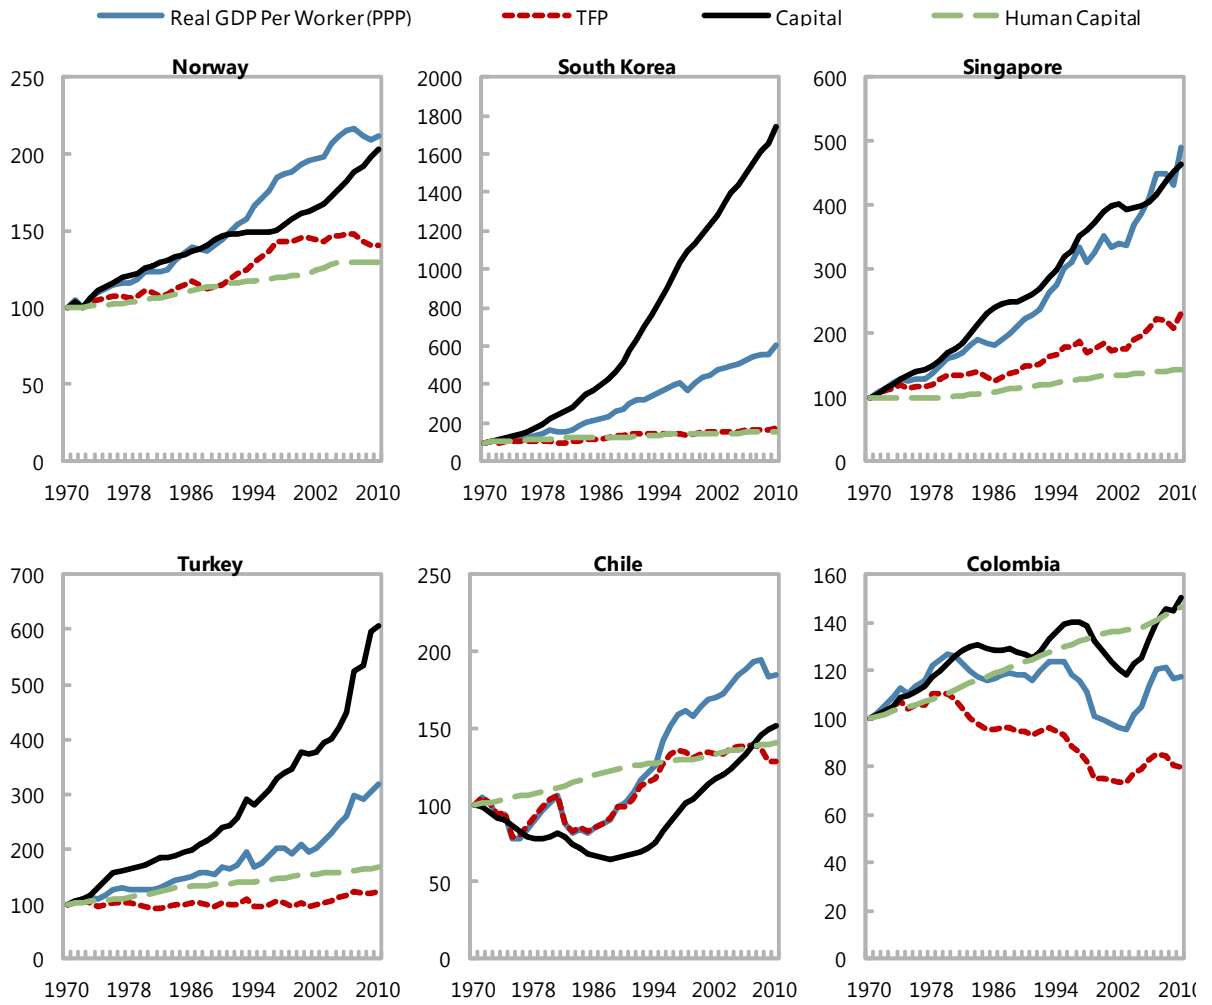 Real GDP Per Worker (PPP) TFP Capital Human Capital
Norway South Korea Singapore
250 2000 600
1800
200 1600 500
1400 400
150 1200
1000 300
100 800
600 200
50 400 100
200
0 0 0
1970 1978 1986 1994 2002 2010 1970 1978 1986 1994 2002 2010 1970 1978 1986 1994 2002 2010
Turkey Chile Colombia
700 250 160
600 140
500 200 120
400 150 100
80
300 100 60
200 50 40
100 20
0 0 0
1970 1978 1986 1994 2002 2010 1970 1978 1986 1994 2002 2010 1970 1978 1986 1994 2002 2010